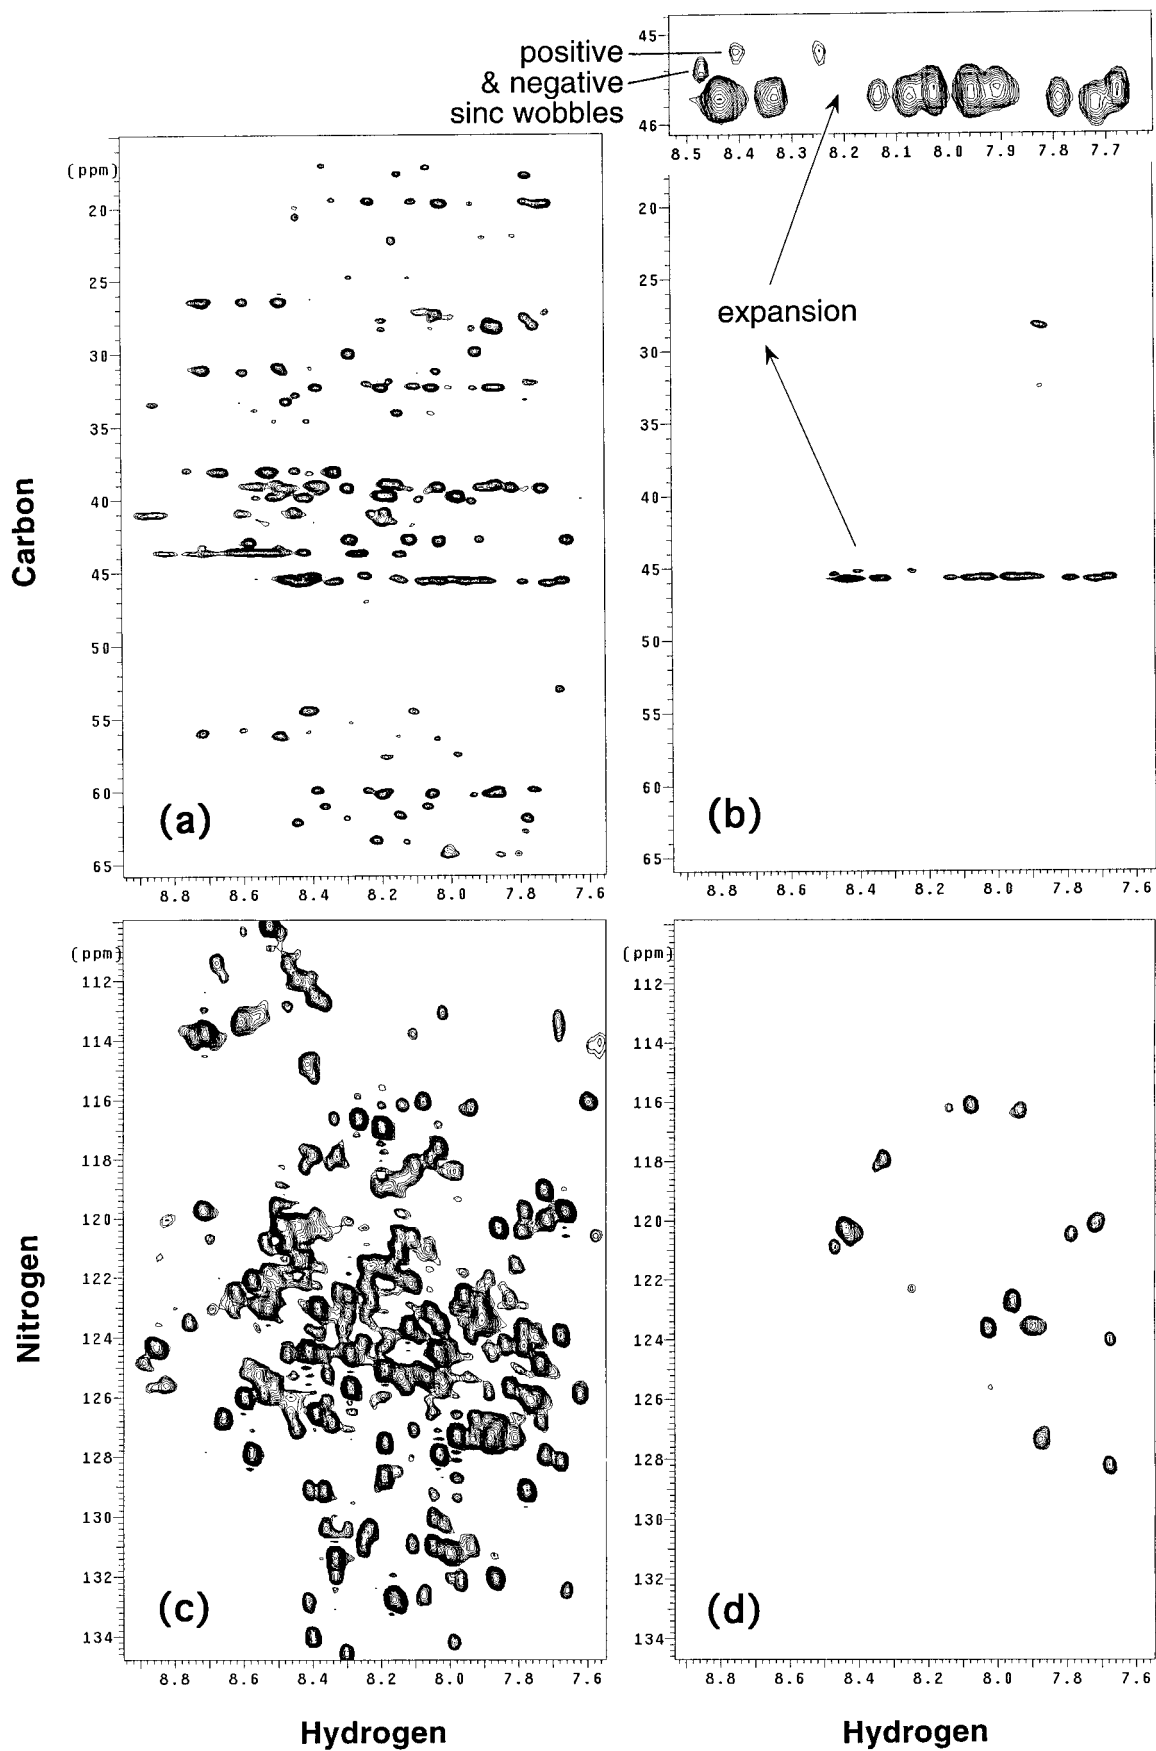 positive
& negative
sinc wobbles
45
46
8.5 8.4 8.3 8.2 8.1 8.0 7.9 7.8 7.7
expansion
Carbon
(ppm)
20
25
30
35
40
45
50
55
60
65
(a)
8.8 8.6 8.4 8.2 8.0 7.8 7.6
20
25
30
35
40
45
50
55
60
65
(b)
8.8 8.6 8.4 8.2 8.0 7.8 7.6
Nitrogen
(ppm)
112
114
116
118
120
122
124
126
128
130
132
134
(c)
8.8 8.6 8.4 8.2 8.0 7.8 7.6
Hydrogen
(ppm)
112
114
116
118
120
122
124
126
128
130
132
134
(d)
8.8 8.6 8.4 8.2 8.0 7.8 7.6
Hydrogen